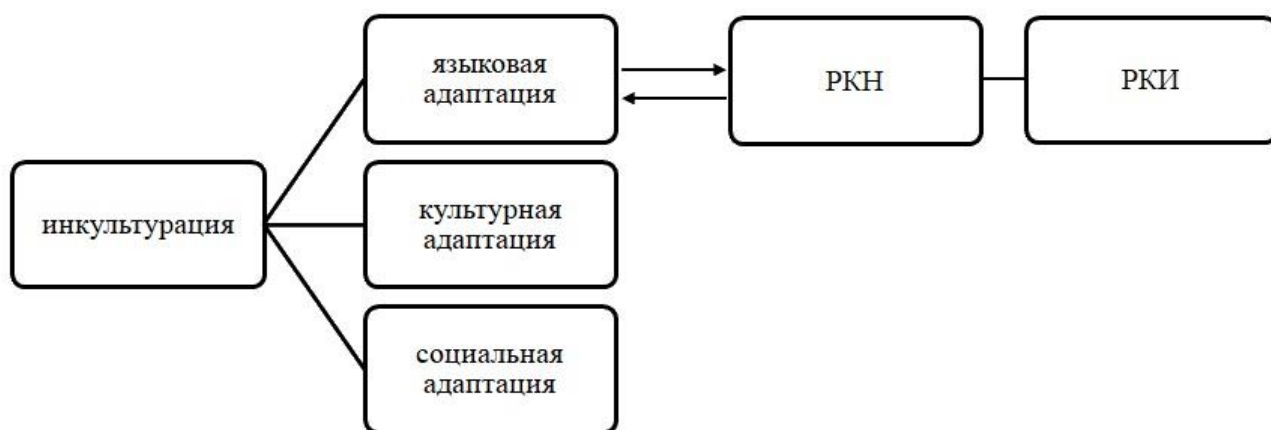 языковая
адаптация
РКН
РКИ
инкультурация
культурная
адаптация
социальная
адаптация